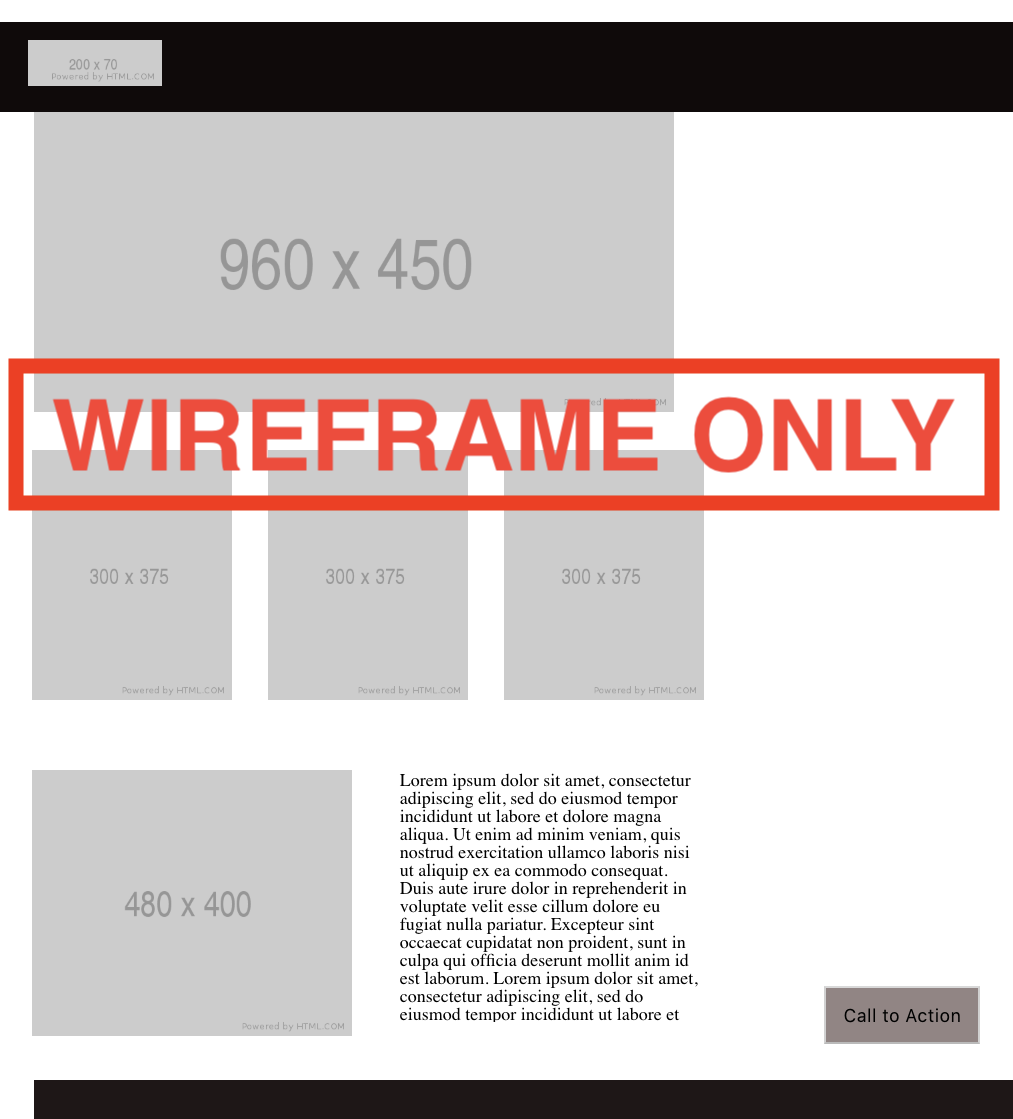 200 x 70
Powered by HTML.COM
960 x 450
WIREFRAME ONLY
300 x 375
300 x 375
300 x 375
Powered by HTML.COM
Powered by HTML.COM
Powered by HTML.COM
480 x 400
Powered by HTML.COM
Lorem ipsum dolor sit amet, consectetur
adipiscing elit, sed do eiusmod tempor
incididunt ut labore et dolore magna
aliqua. Ut enim ad minim veniam, quis
nostrud exercitation ullamco laboris nisi
ut aliquip ex ea commodo consequat.
Duis aute irure dolor in reprehenderit in
voluptate velit esse cillum dolore eu
fugiat nulla pariatur. Excepteur sint
occaecat cupidatat non proident, sunt in
culpa qui officia deserunt mollit anim id
est laborum. Lorem ipsum dolor sit amet,
consectetur adipiscing elit, sed do
eiusmod tempor incididunt ut labore et
Call to Action